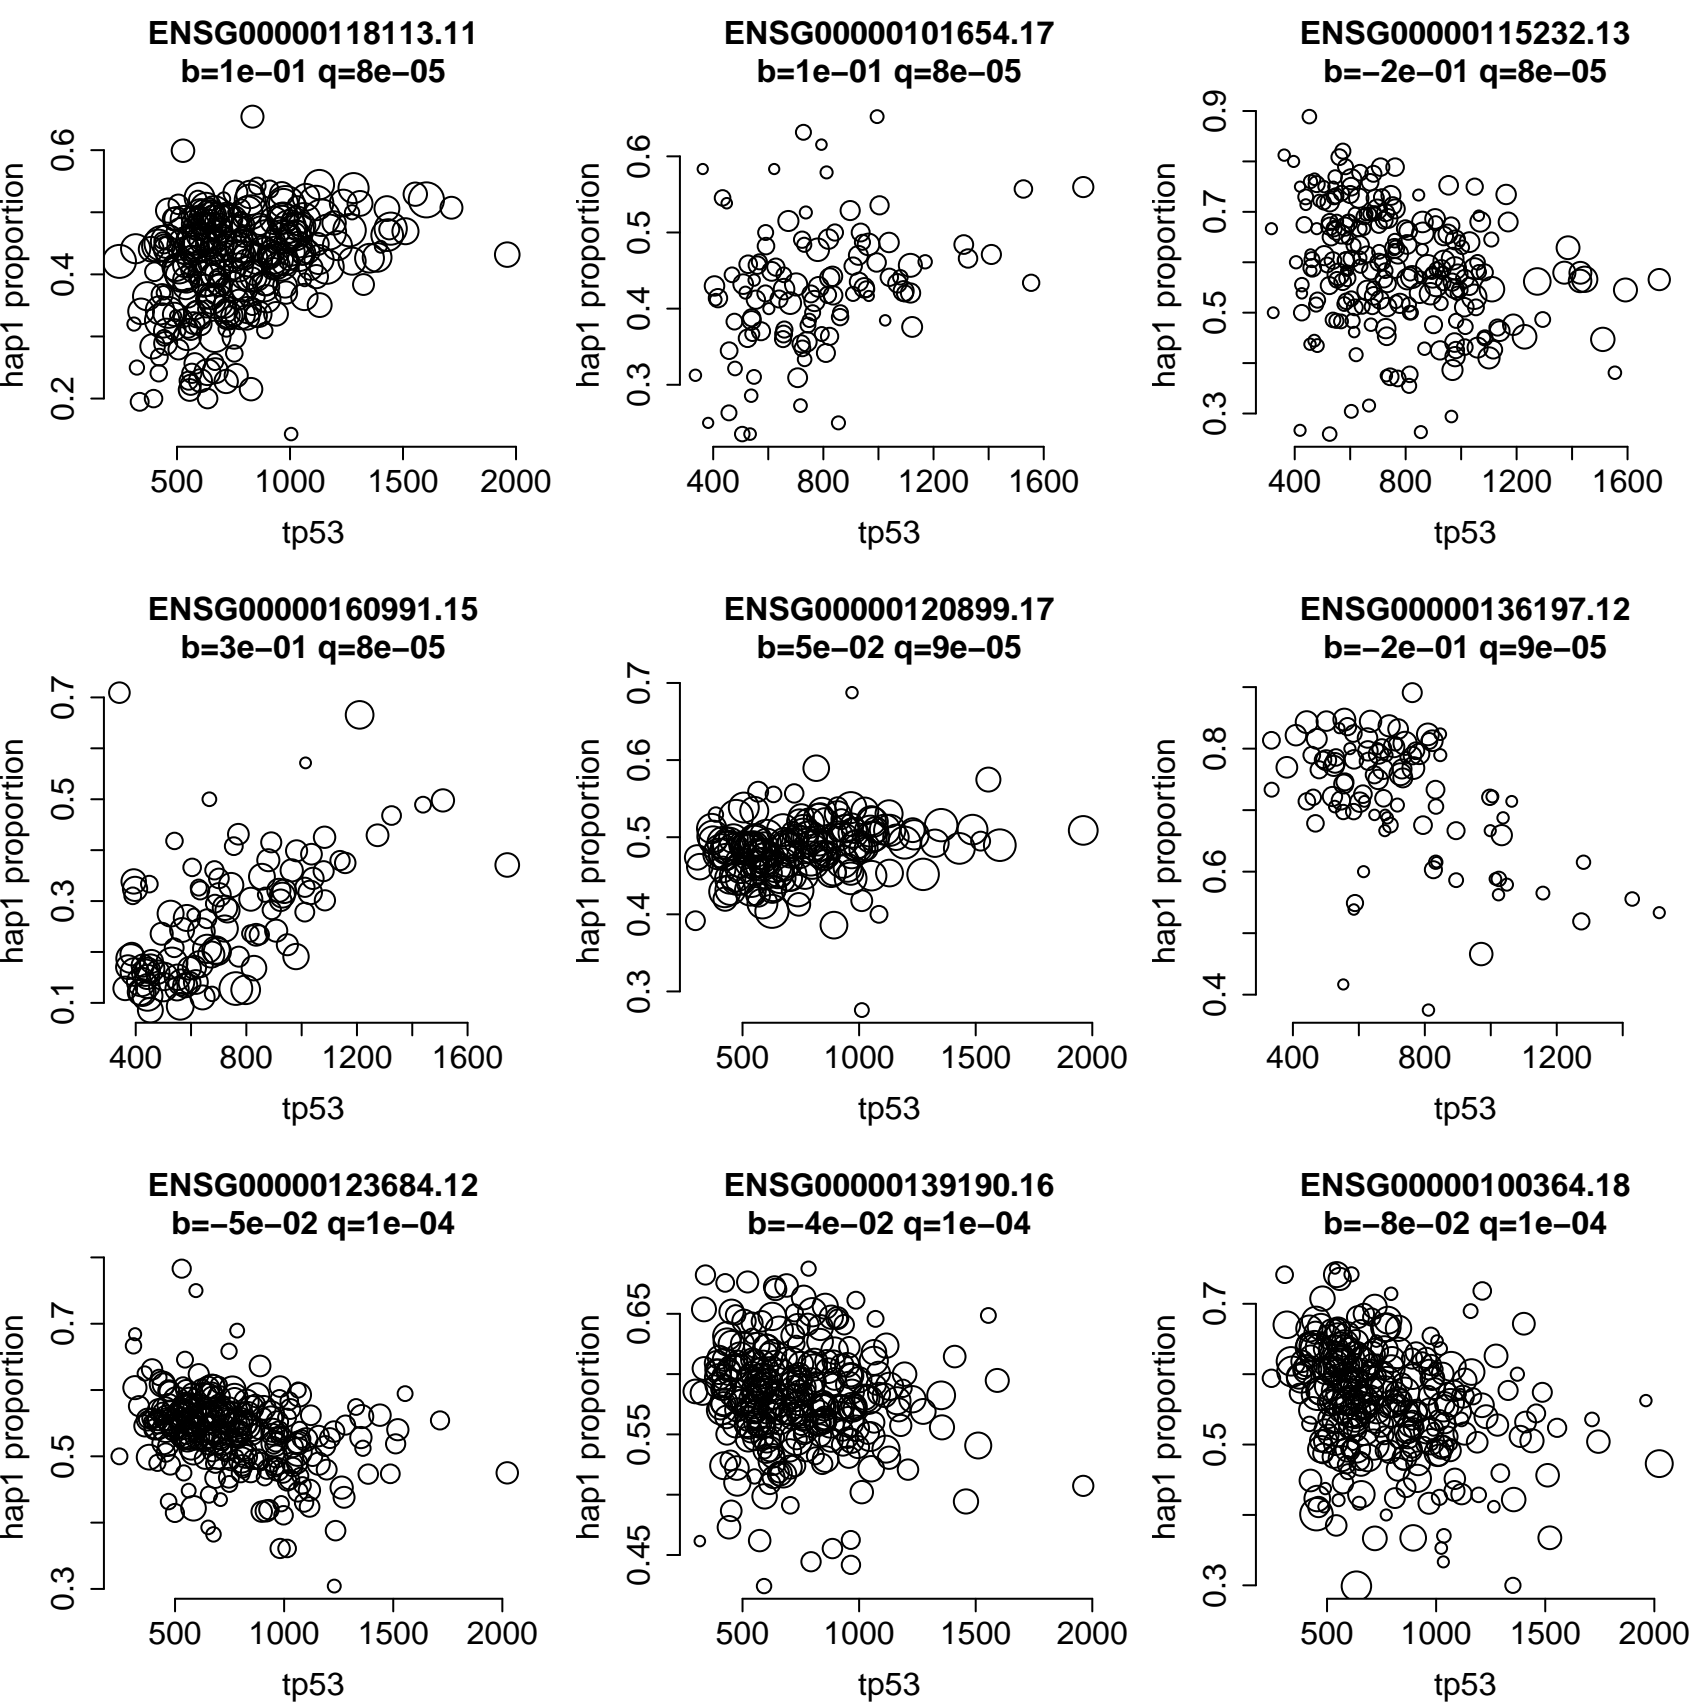 ENSG00000118113.11
b=1e−01 q=8e−05
hap1 proportion
0.2 0.4 0.6
500 1000 1500 2000
tp53
ENSG00000101654.17
b=1e−01 q=8e−05
hap1 proportion
0.3 0.4 0.5 0.6
400 800 1200 1600
tp53
ENSG00000115232.13
b=−2e−01 q=8e−05
hap1 proportion
0.3 0.5 0.7 0.9
400 800 1200 1600
tp53
ENSG00000160991.15
b=3e−01 q=8e−05
hap1 proportion
0.1 0.3 0.5 0.7
400 800 1200 1600
tp53
ENSG00000120899.17
b=5e−02 q=9e−05
hap1 proportion
0.3 0.4 0.5 0.6 0.7
500 1000 1500 2000
tp53
ENSG00000136197.12
b=−2e−01 q=9e−05
hap1 proportion
0.4 0.6 0.8
400 800 1200
tp53
ENSG00000123684.12
b=−5e−02 q=1e−04
hap1 proportion
0.3 0.5 0.7
500 1000 1500 2000
tp53
ENSG00000139190.16
b=−4e−02 q=1e−04
hap1 proportion
0.45 0.55 0.65
500 1000 1500 2000
tp53
ENSG00000100364.18
b=−8e−02 q=1e−04
hap1 proportion
0.3 0.5 0.7
500 1000 1500 2000
tp53